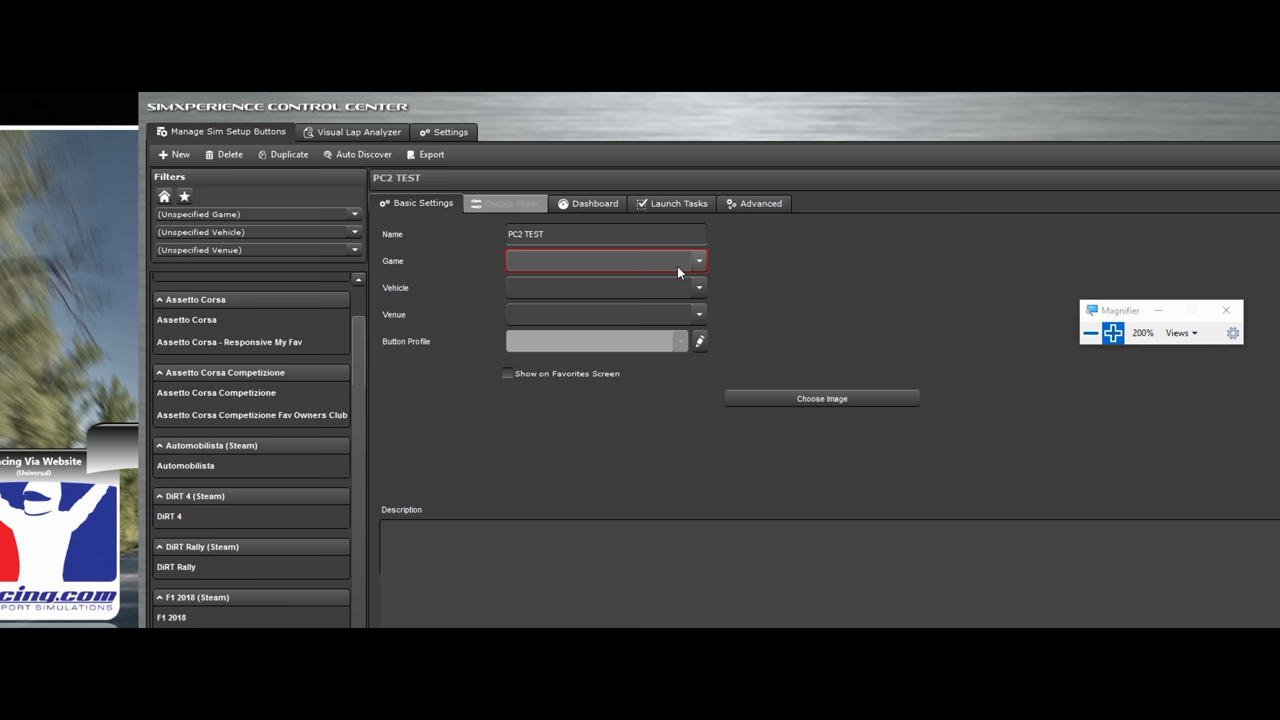 SIMXPERIENCE CONTROL CENTER
Manage Sim Setup Buttons
Visual Lap Analyzer
Settings
New
Delete
Duplicate
Auto Discover
Export
Filters
(Unspecified Game)
(Unspecified Vehicle)
(Unspecified Venue)
Assetto Corsa
Assetto Corsa
Assetto Corsa - Responsive My Fav
Assetto Corsa Competizione
Assetto Corsa Competizione
Assetto Corsa Competizione Fav Owners Club
Automobilista (Steam)
Automobilista
DiRT 4 (Steam)
DiRT 4
DiRT Rally (Steam)
DiRT Rally
F1 2018 (Steam)
F1 2018
PC2 TEST
Basic Settings
Output Mixer
Dashboard
Launch Tasks
Advanced
Name
PC2 TEST
Game
Vehicle
Venue
Button Profile
Show on Favorites Screen
Choose Image
Description
Magnifier
200%
Views
cing Via Website
(Universal)
cing.com
PORT SIMULATIONS